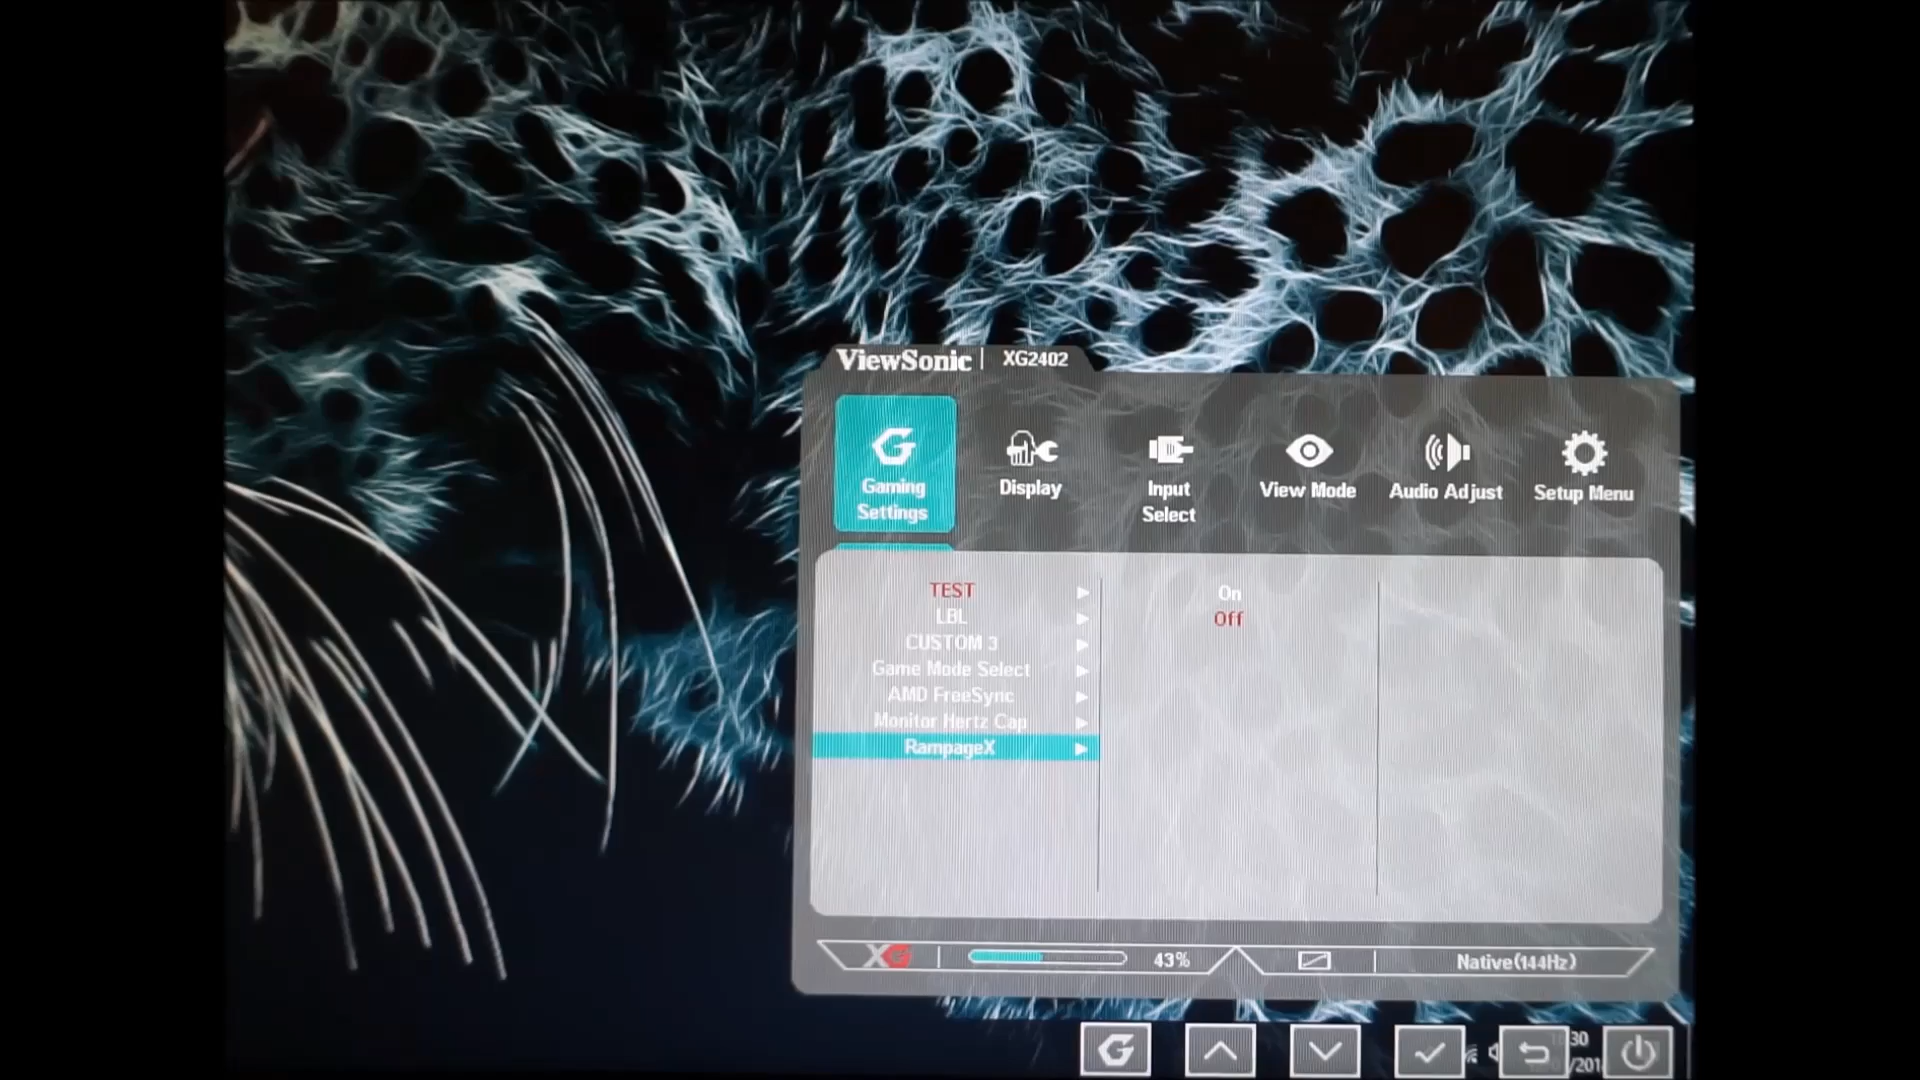 ViewSonic | XG2402
Gaming
Settings
Display
Input
Select
View Mode
Audio Adjust
Setup Menu
TEST
LBL
CUSTOM 3
Game Mode Select
AMD FreeSync
Monitor Hertz Cap
RampageX
On
Off
XG
43%
Native(144Hz)